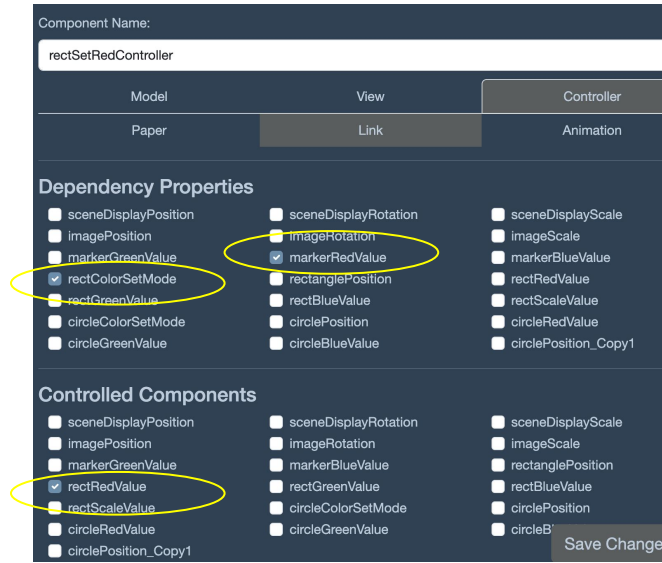 Component Name:
rectSetRedController
Model View Controller
Paper Link Animation
Dependency Properties
sceneDisplayPosition sceneDisplayRotation sceneDisplayScale
imagePosition imageRotation imageScale
markerGreenValue markerRedValue markerBlueValue
rectColorSetMode rectanglePosition rectRedValue
rectGreenValue rectBlueValue rectScaleValue
circleColorSetMode circlePosition circleRedValue
circleGreenValue circleBlueValue circlePosition_Copy1
Controlled Components
sceneDisplayPosition sceneDisplayRotation sceneDisplayScale
imagePosition imageRotation imageScale
markerGreenValue markerBlueValue rectanglePosition
rectRedValue rectGreenValue rectBlueValue
rectScaleValue circleColorSetMode circlePosition
circleRedValue circleGreenValue circleB
circlePosition_Copy1 Save Change